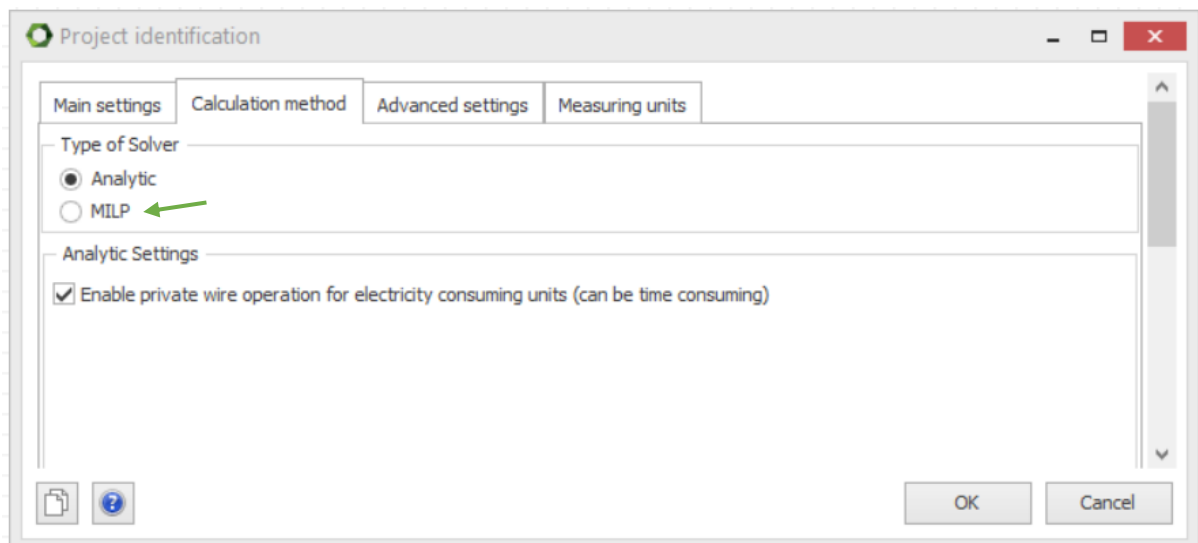 Project identification
Main settings Calculation method Advanced settings Measuring units
Type of Solver
Analytic
MILP
Analytic Settings
Enable private wire operation for electricity consuming units (can be time consuming)
OK Cancel